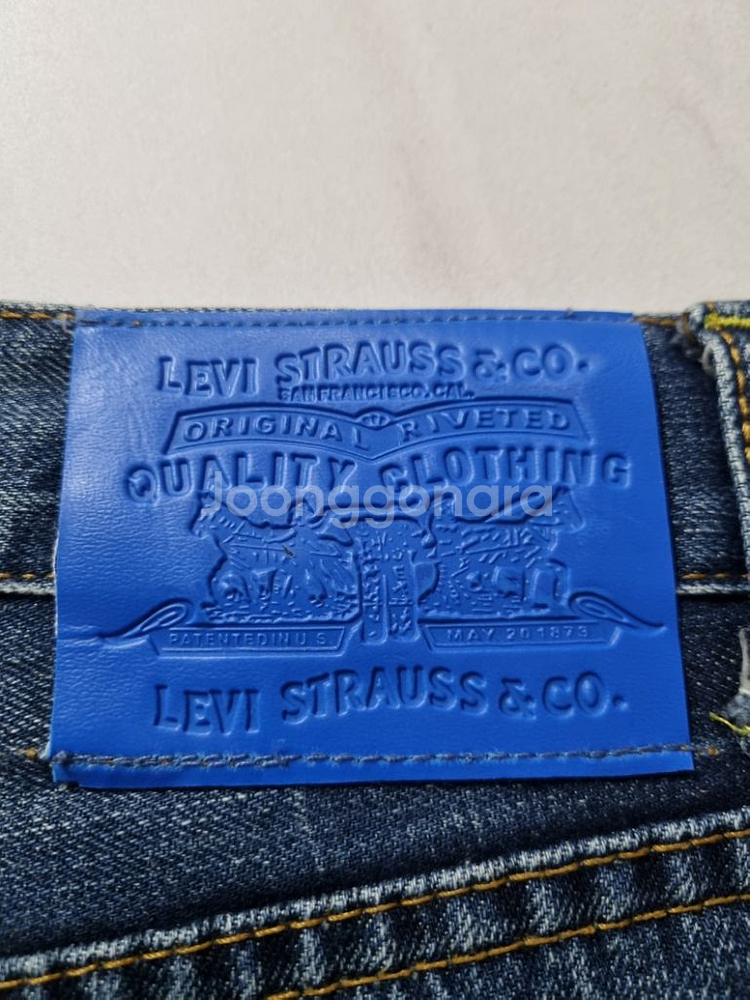 LEVI STRAUSS & CO.
SAN FRANCISCO, CAL.
ORIGINAL RIVETED
QUALITY CLOTHING
Joonggonara
PATENTED IN U S
MAY 20 1873
LEVI STRAUSS & CO.